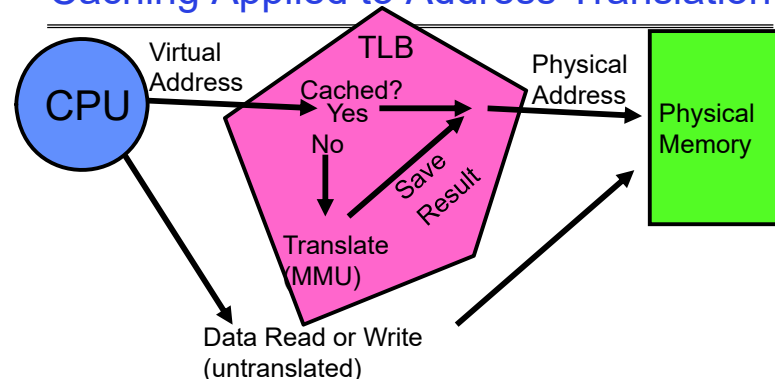 Caching Applied to Address Translation
TLB
Virtual
Address
CPU
Cached?
Yes
No
Save
Result
Translate
(MMU)
Physical
Address
Physical
Memory
Data Read or Write
(untranslated)